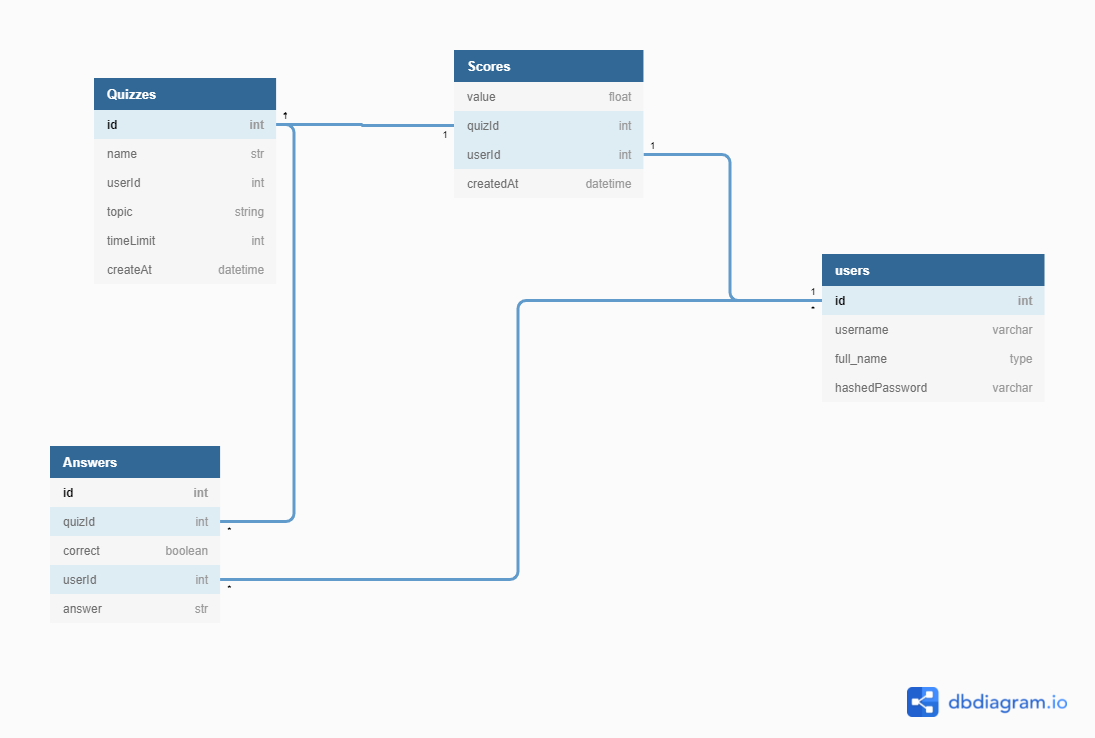 Quizzes
id int
name str
userId int
topic string
timeLimit int
createAt datetime
1
*
1
Scores
value float
quizId int
userId int
createdAt datetime
1
users
1
*
id int
username varchar
full_name type
hashedPassword varchar
Answers
id int
quizId int
*
correct boolean
userId int
*
answer str
dbdiagram.io